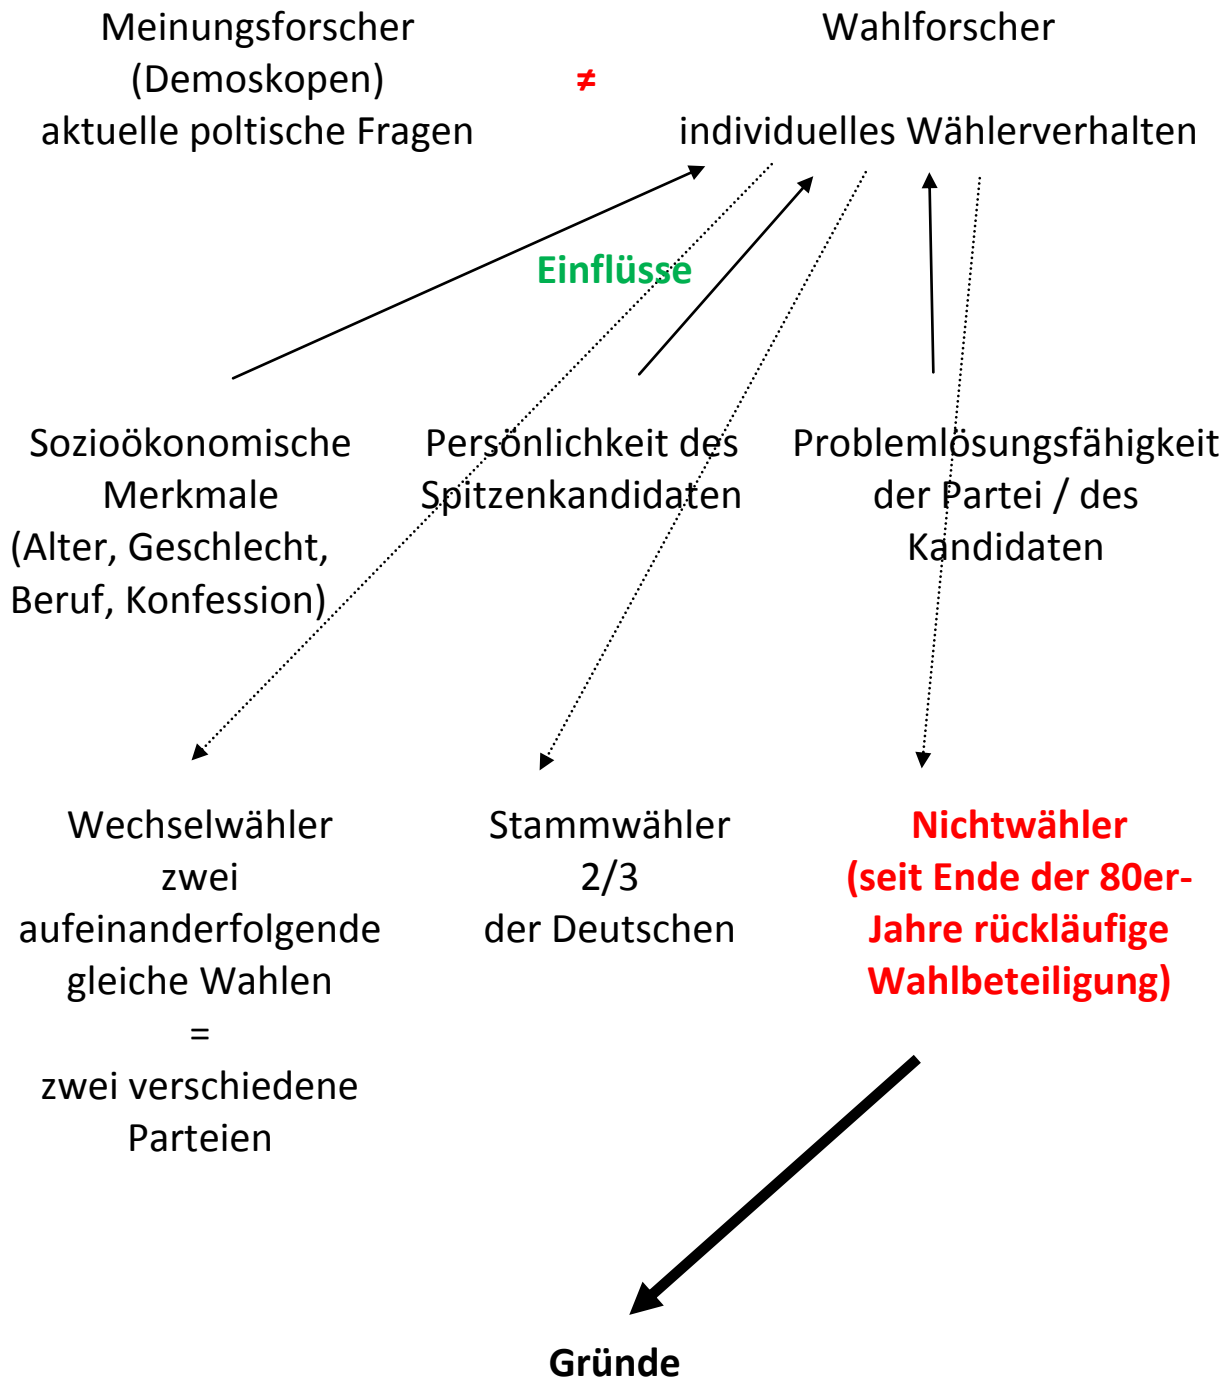 Meinungsforscher
(Demoskopen)
aktuelle poltische Fragen
≠
Wahlforscher
individuelles Wählerverhalten
Einflüsse
Sozioökonomische
Merkmale
(Alter, Geschlecht,
Beruf, Konfession)
Persönlichkeit des
Spitzenkandidaten
Problemlösungsfähigkeit
der Partei / des
Kandidaten
Wechselwähler
zwei
aufeinanderfolgende
gleiche Wahlen
=
zwei verschiedene
Parteien
Stammwähler
2/3
der Deutschen
Nichtwähler
(seit Ende der 80er-
Jahre rückläufige
Wahlbeteiligung)
Gründe